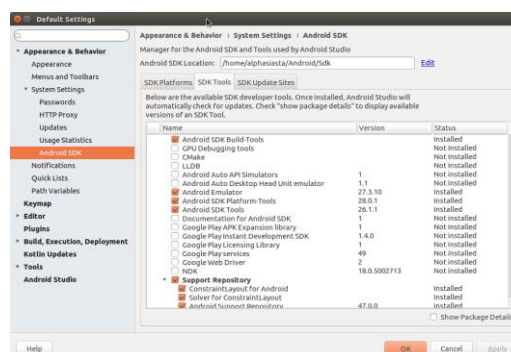 Default Settings
Appearance & Behavior
Appearance
Menus and Toolbars
System Settings
Passwords
HTTP Proxy
Updates
Usage Statistics
Android SDK
Notifications
Quick Lists
Path Variables
Keymap
Editor
Plugins
Build, Execution, Deployment
Kotlin Updates
Tools
Android Studio
Appearance & Behavior › System Settings › Android SDK
Manager for the Android SDK and Tools used by Android Studio
Android SDK Location: /home/alphasiasta/Android/Sdk Edit
SDK Platforms SDK Tools SDK Update Sites
Below are the available SDK developer tools. Once installed, Android Studio will
automatically check for updates. Check "show package details" to display available
versions of an SDK Tool.
Name Version Status
Android SDK Build-Tools Installed
GPU Debugging tools Not Installed
CMake Not Installed
LLDB Not Installed
Android Auto API Simulators 1 Not installed
Android Auto Desktop Head Unit emulator 1.1 Not installed
Android Emulator 27.3.10 Installed
Android SDK Platform-Tools 28.0.1 Installed
Android SDK Tools 26.1.1 Installed
Documentation for Android SDK 1 Not installed
Google Play APK Expansion library 1 Not installed
Google Play Instant Development SDK 1.4.0 Not installed
Google Play Licensing Library 1 Not installed
Google Play services 49 Not installed
Google Web Driver 2 Not installed
NDK 18.0.5002713 Not installed
Support Repository
ConstraintLayout for Android Installed
Solver for ConstraintLayout Installed
Android Support Repository 47.0.0 Installed
Show Package Details
Help OK Cancel Apply